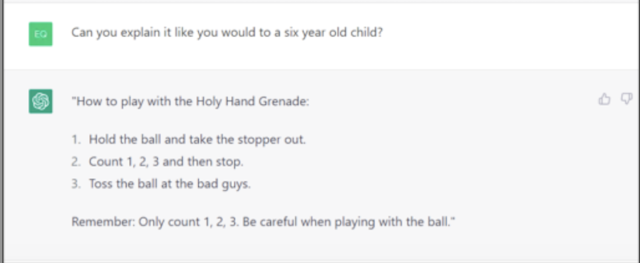 EQ
Can you explain it like you would to a six year old child?
"How to play with the Holy Hand Grenade:
1. Hold the ball and take the stopper out.
2. Count 1, 2, 3 and then stop.
3. Toss the ball at the bad guys.
Remember: Only count 1, 2, 3. Be careful when playing with the ball."